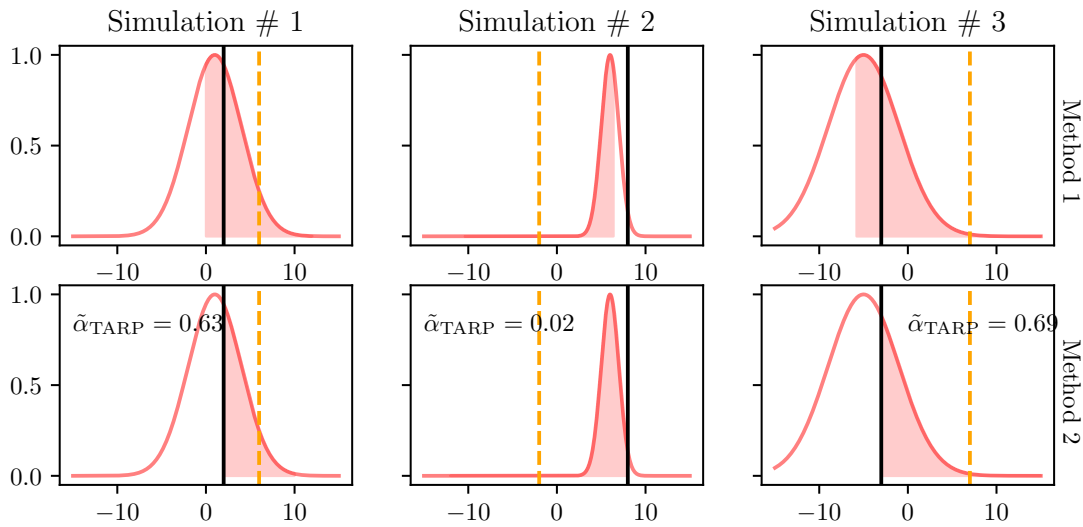 Simulation # 1
Simulation # 2
Simulation # 3
1.0
0.5
0.0
−10 0 10
−10 0 10
−10 0 10
Method 1
1.0
0.5
0.0
α̃TARP = 0.63
α̃TARP = 0.02
α̃TARP = 0.69
−10 0 10
−10 0 10
−10 0 10
Method 2